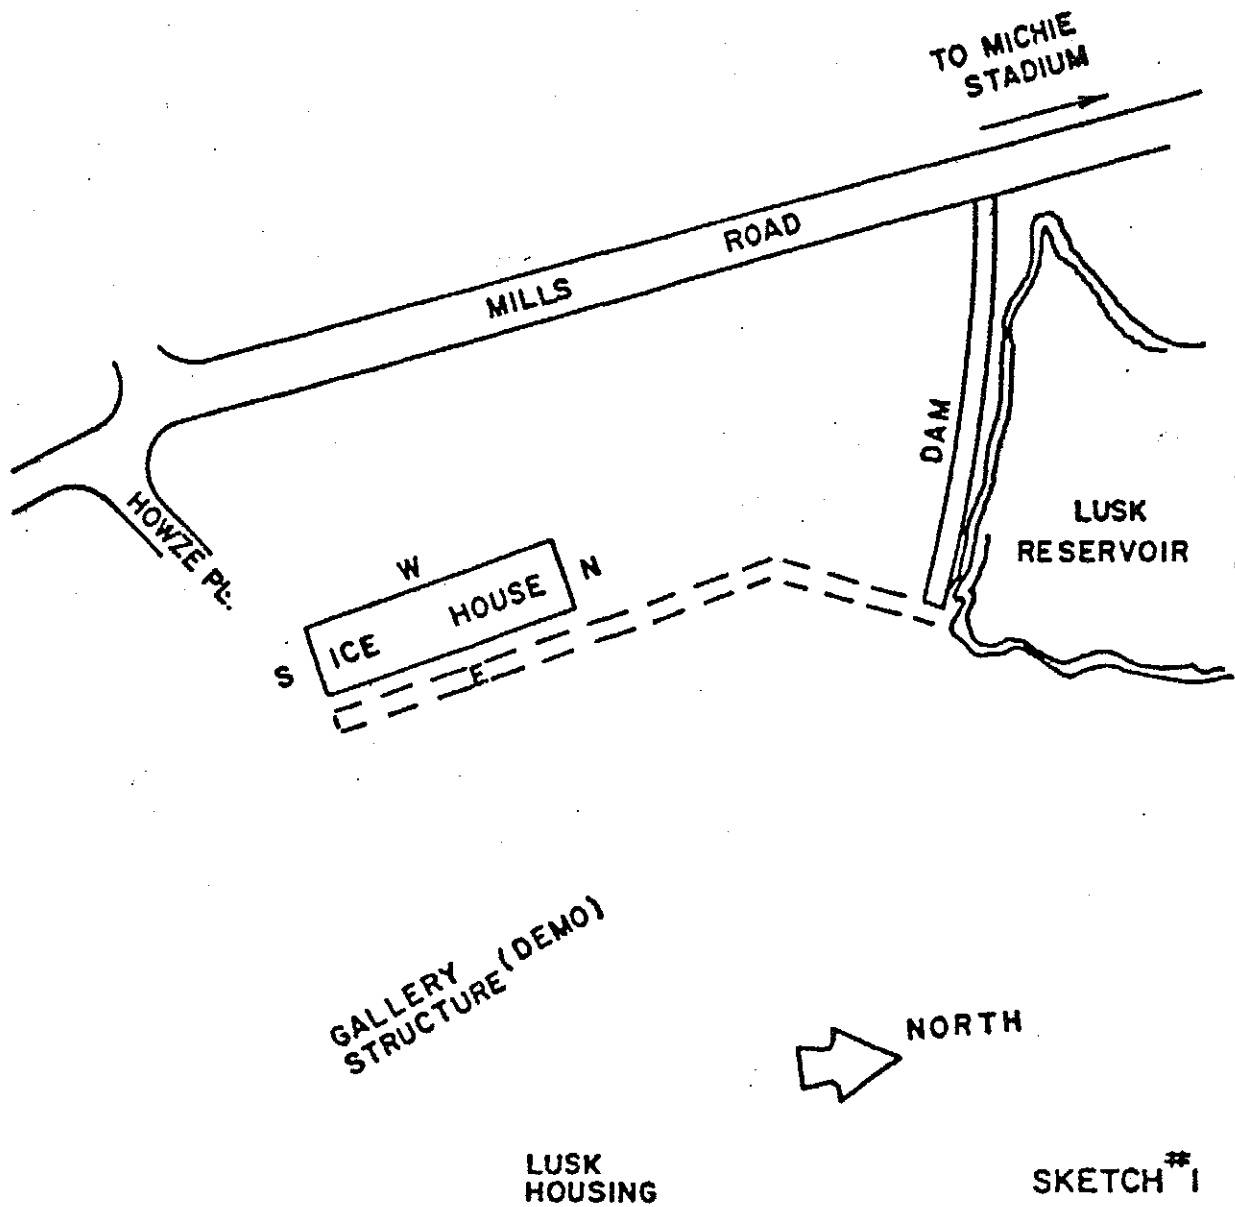 TO MICHIE
STADIUM
MILLS ROAD
DAM
HOWZE PL.
LUSK
RESERVOIR
W
N
ICE HOUSE
S
E
GALLERY
STRUCTURE (DEMO)
NORTH
LUSK
HOUSING
SKETCH #1